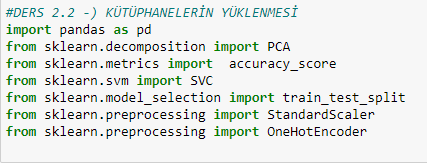 #DERS 2.2 -) KÜTÜPHANELERİN YÜKLENMESİ
import pandas as pd
from sklearn.decomposition import PCA
from sklearn.metrics import  accuracy_score
from sklearn.svm import SVC
from sklearn.model_selection import train_test_split
from sklearn.preprocessing import StandardScaler
from sklearn.preprocessing import OneHotEncoder